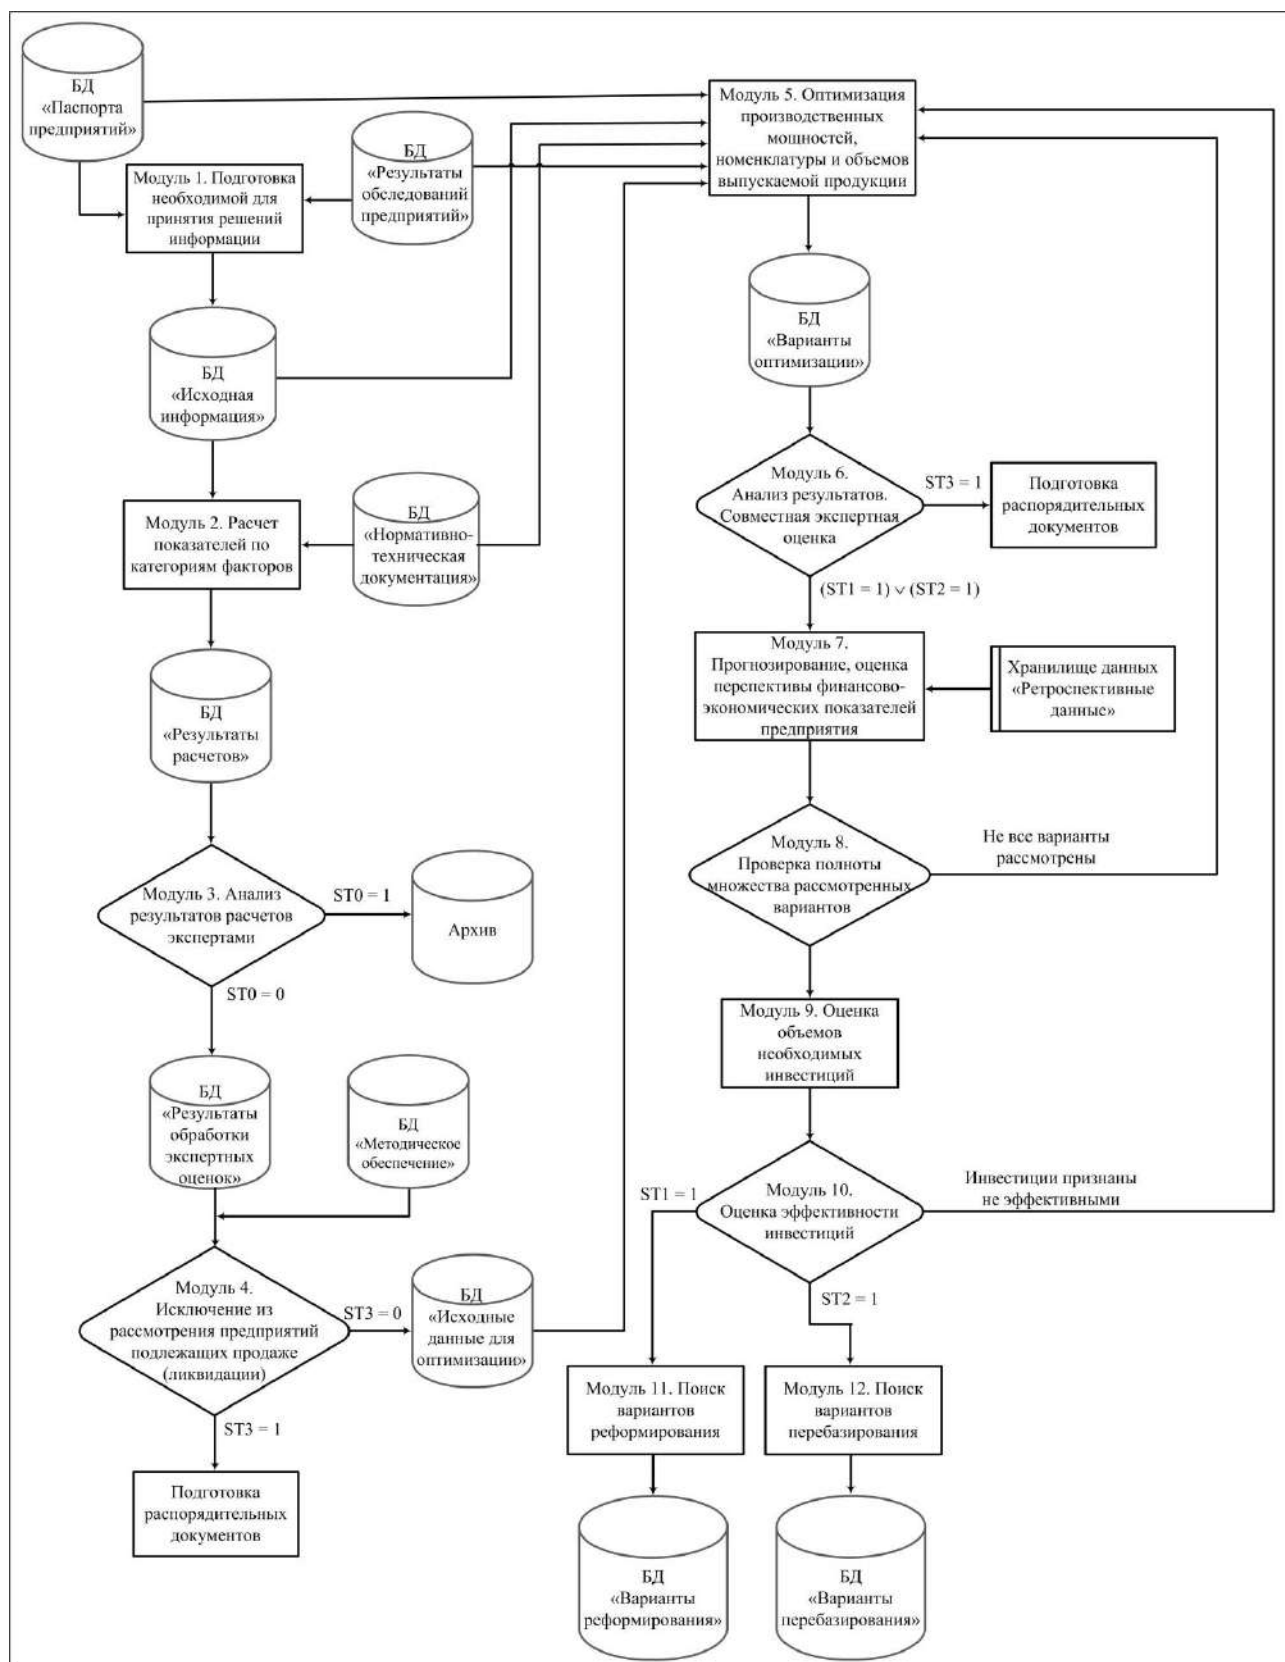 БД
«Паспорта
предприятий»
Модуль 1. Подготовка
необходимой для
принятия решений
информации
БД
«Результаты
обследований
предприятий»
БД
«Исходная
информация»
Модуль 2. Расчет
показателей по
категориям факторов
БД
«Нормативно-
техническая
документация»
БД
«Результаты
расчетов»
Модуль 3. Анализ
результатов расчетов
экспертами
ST0 = 1
Архив
ST0 = 0
БД
«Результаты
обработки
экспертных
оценок»
БД
«Методическое
обеспечение»
Модуль 4.
Исключение из
рассмотрения предприятий
подлежащих продаже
(ликвидации)
ST3 = 0
БД
«Исходные
данные для
оптимизации»
ST3 = 1
Подготовка
распорядительных
документов
Модуль 5. Оптимизация
производственных
мощностей,
номенклатуры и объемов
выпускаемой продукции
БД
«Варианты
оптимизации»
Модуль 6.
Анализ результатов.
Совместная экспертная
оценка
ST3 = 1
Подготовка
распорядительных
документов
(ST1 = 1) ∨ (ST2 = 1)
Модуль 7.
Прогнозирование, оценка
перспективы финансово-
экономических показателей
предприятия
Хранилище данных
«Ретроспективные
данные»
Модуль 8.
Проверка полноты
множества рассмотренных
вариантов
Не все варианты
рассмотрены
Модуль 9. Оценка
объемов
необходимых
инвестиций
Модуль 10.
Оценка эффективности
инвестиций
ST1 = 1
Инвестиции признаны
не эффективными
ST2 = 1
Модуль 11. Поиск
вариантов
реформирования
Модуль 12. Поиск
вариантов
перебазирования
БД
«Варианты
реформирования»
БД
«Варианты
перебазирования»